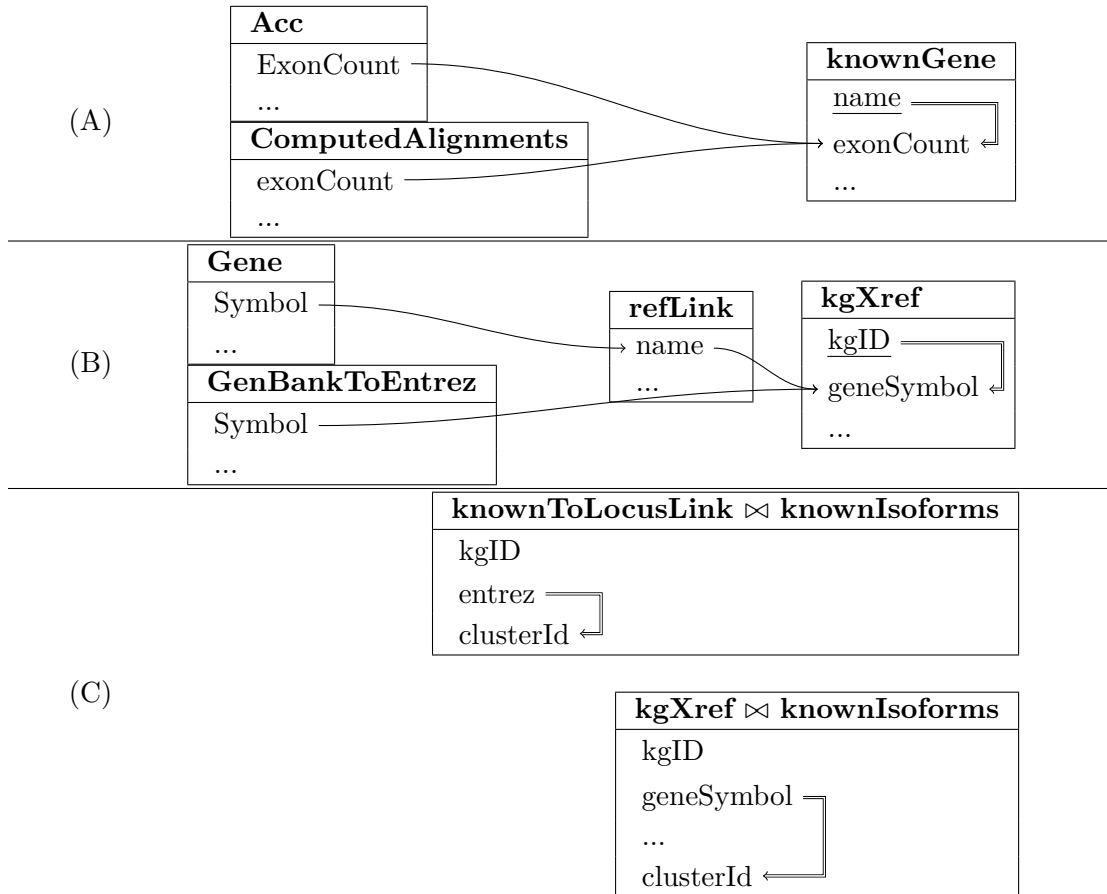 (A)
Acc
ExonCount
...
ComputedAlignments
exonCount
...
knownGene
name
exonCount
...
(B)
Gene
Symbol
...
GenBankToEntrez
Symbol
...
refLink
name
...
kgXref
kgID
geneSymbol
...
(C)
knownToLocusLink ⋈ knownIsoforms
kgID
entrez
clusterId
kgXref ⋈ knownIsoforms
kgID
geneSymbol
...
clusterId